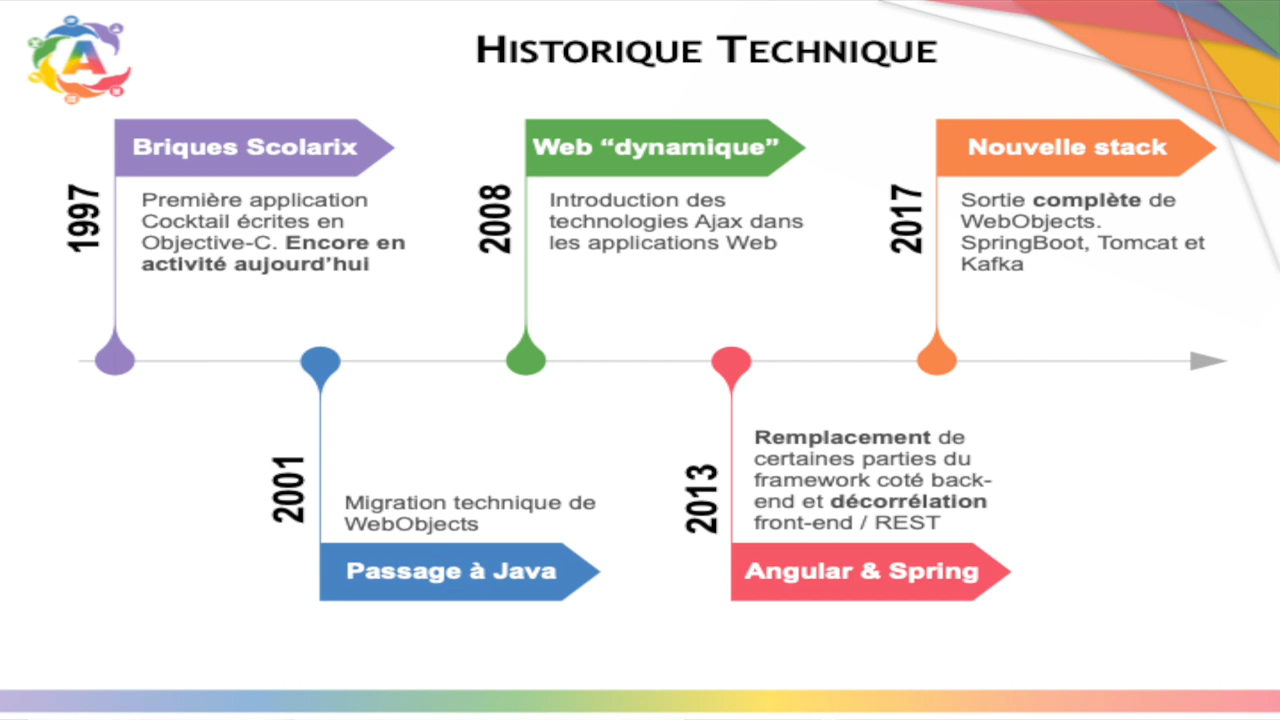 HISTORIQUE TECHNIQUE
Briques Scolarix
1997
Première application
Cocktail écrites en
Objective-C. Encore en
activité aujourd’hui
Web “dynamique”
2008
Introduction des
technologies Ajax dans
les applications Web
Nouvelle stack
2017
Sortie complète de
WebObjects.
SpringBoot, Tomcat et
Kafka
2001
Migration technique de
WebObjects
Passage à Java
2013
Remplacement de
certaines parties du
framework coté back-
end et décorrélation
front-end / REST
Angular & Spring
A